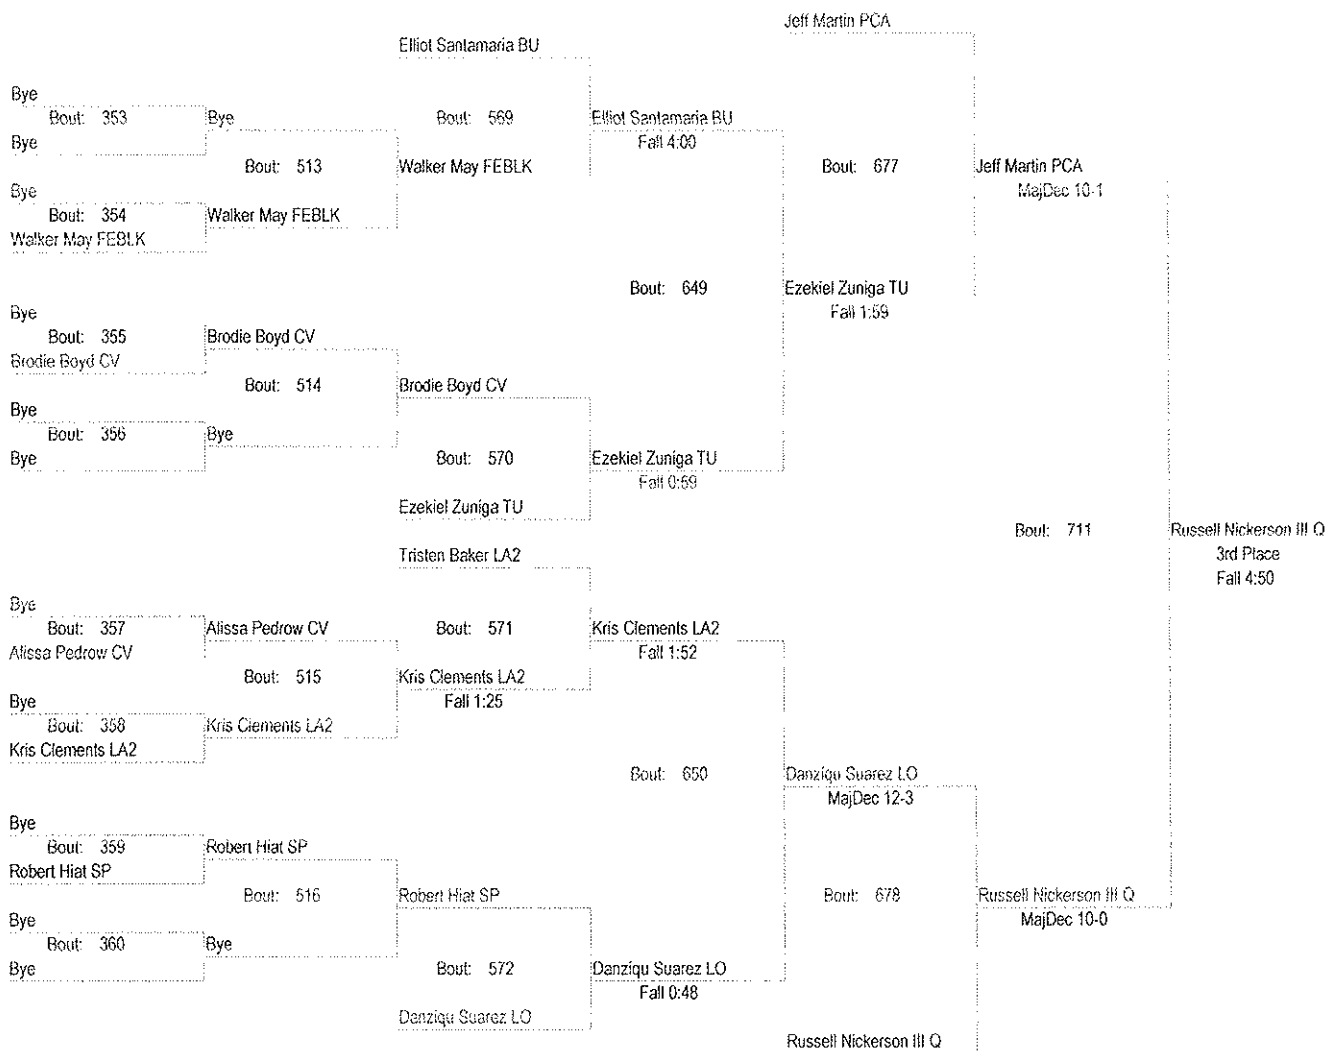 Jeff Martin PCA
Elliot Santamaria BU
Bye
Bout: 353
Bye
Bye
Bout: 569
Elliot Santamaria BU
Fall 4:00
Bout: 513
Walker May FEBLK
Bout: 677
Jeff Martin PCA
MajDec 10-1
Bye
Bout: 354
Walker May FEBLK
Walker May FEBLK
Bout: 649
Ezekiel Zuniga TU
Fall 1:59
Bye
Bout: 355
Brodie Boyd CV
Brodie Boyd CV
Bout: 514
Brodie Boyd CV
Bye
Bout: 356
Bye
Bye
Bout: 570
Ezekiel Zuniga TU
Fall 0:59
Ezekiel Zuniga TU
Bout: 711
Russell Nickerson III Q
3rd Place
Fall 4:50
Tristen Baker LA2
Bye
Bout: 357
Alissa Pedrow CV
Alissa Pedrow CV
Bout: 571
Kris Clements LA2
Fall 1:52
Bout: 515
Kris Clements LA2
Fall 1:25
Bye
Bout: 358
Kris Clements LA2
Kris Clements LA2
Bout: 650
Danziqu Suarez LO
MajDec 12-3
Bye
Bout: 359
Robert Hiat SP
Robert Hiat SP
Bout: 516
Robert Hiat SP
Bout: 678
Russell Nickerson III Q
MajDec 10-0
Bye
Bout: 360
Bye
Bye
Bout: 572
Danziqu Suarez LO
Fall 0:48
Danziqu Suarez LO
Russell Nickerson III Q